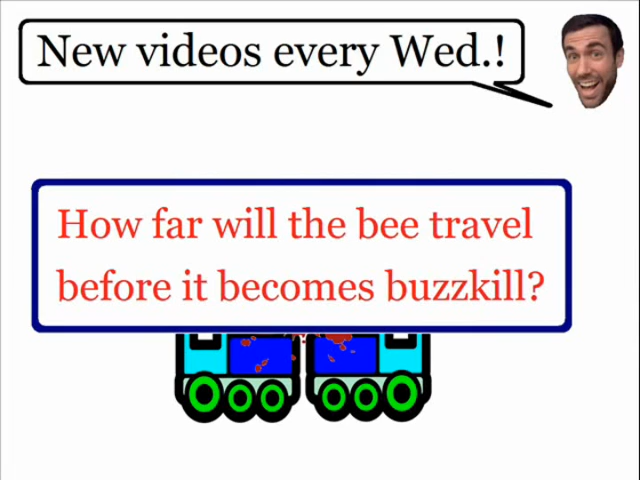 New videos every Wed.!
How far will the bee travel
before it becomes buzzkill?